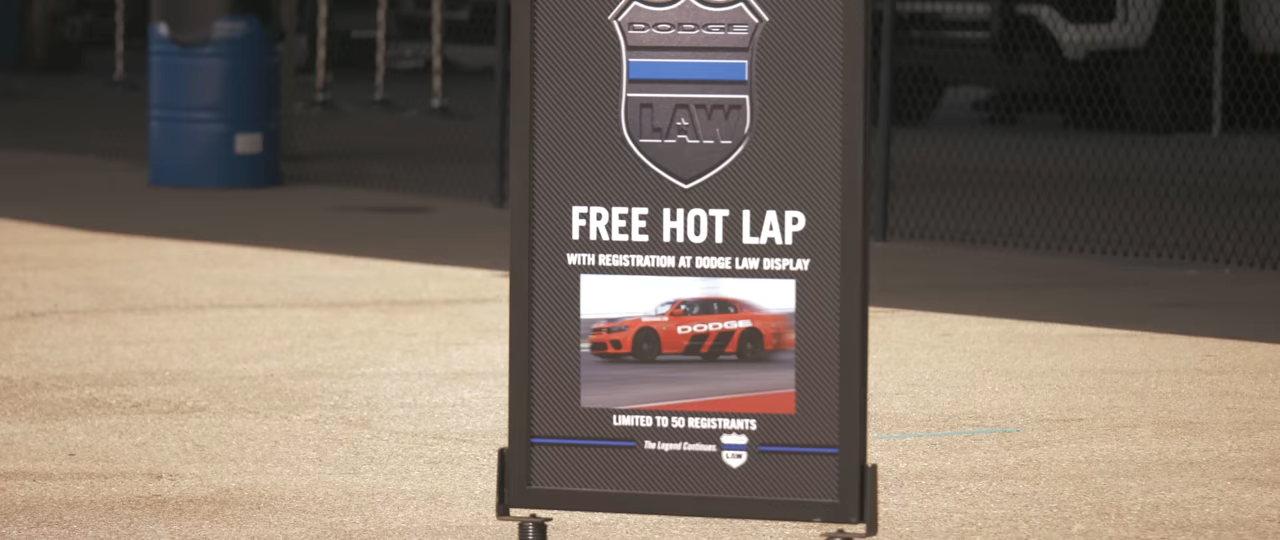 DODGE
LAW
FREE HOT LAP
WITH REGISTRATION AT DODGE LAW DISPLAY
DODGE
LIMITED TO 50 REGISTRANTS
The Legend Continues.
LAW